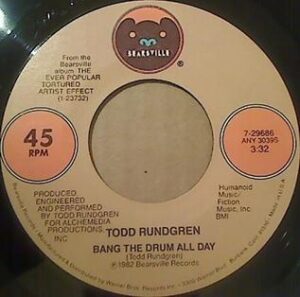 BEARSVILLE
®
From the
Bearsville
album THE
EVER POPULAR
TORTURED
ARTIST EFFECT
(1-23732)
45
RPM
7-29686
ANY 3039S
3:32
PRODUCED
ENGINEERED
AND PERFORMED
BY TODD RUNDGREN
FOR ALCHEMEDIA
PRODUCTIONS,
INC
Humanoid
Music/
Fiction
Music, Inc
BMI
TODD RUNDGREN
BANG THE DRUM ALL DAY
(Todd Rundgren)
℗ 1982 Bearsville Records